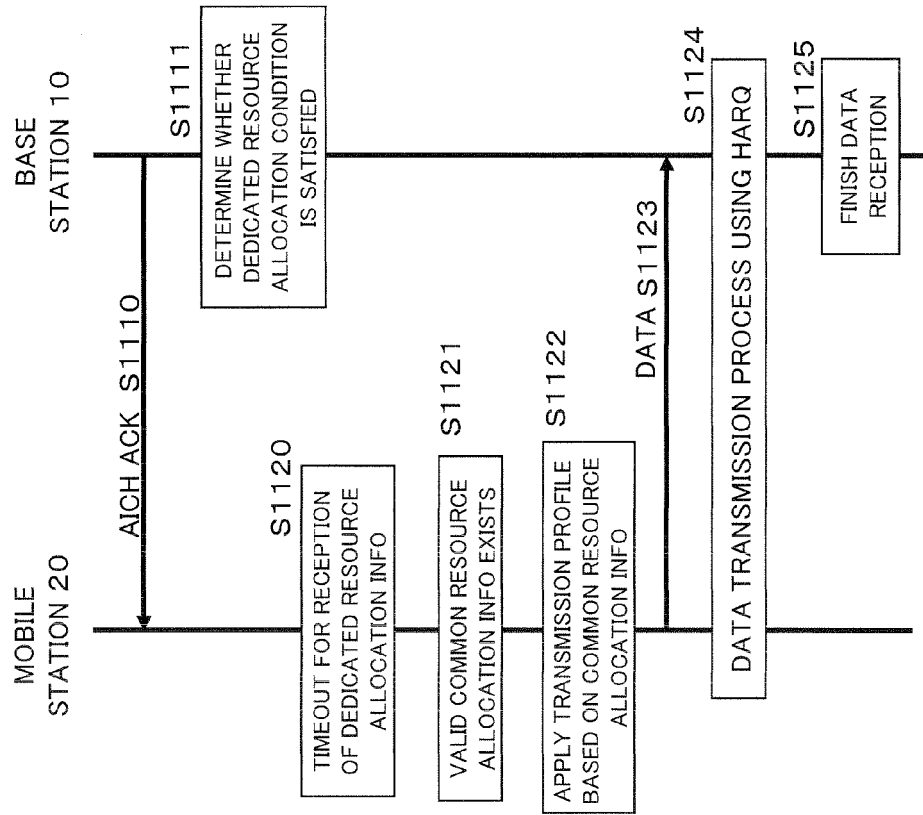 MOBILE
STATION 20
BASE
STATION 10
AICH ACK S1110
S1111
DETERMINE WHETHER
DEDICATED RESOURCE
ALLOCATION CONDITION
IS SATISFIED
S1120
TIMEOUT FOR RECEPTION
OF DEDICATED RESOURCE
ALLOCATION INFO
S1121
VALID COMMON RESOURCE
ALLOCATION INFO EXISTS
S1122
APPLY TRANSMISSION PROFILE
BASED ON COMMON RESOURCE
ALLOCATION INFO
DATA S1123
S1124
DATA TRANSMISSION PROCESS USING HARQ
S1125
FINISH DATA
RECEPTION